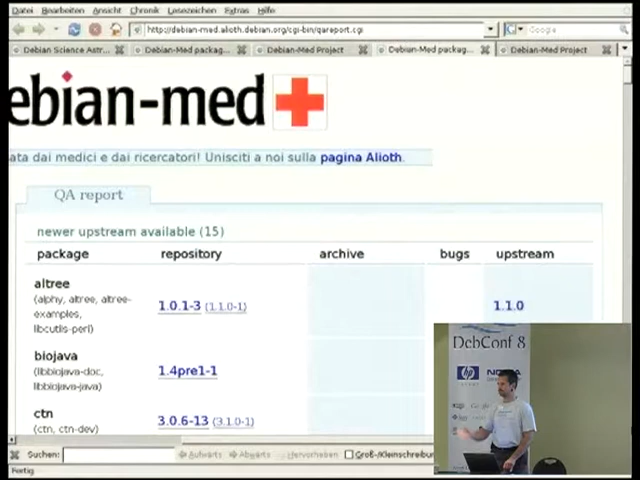 Datei Bearbeiten Ansicht Chronik Lesezeichen Extras Hilfe
http://debian-med.alioth.debian.org/cgi-bin/qareport.cgi
Google
Debian Science Astr...
Debian-Med packag...
Debian-Med Project
Debian-Med packag...
Debian-Med Project
ebian-med
ata dai medici e dai ricercatori! Unisciti a noi sulla pagina Alioth.
QA report
newer upstream available (15)
package repository archive bugs upstream
altree
(alphy, altree, altree-
examples,
libcutils-perl)
1.0.1-3 (1.1.0-1)
1.1.0
biojava
(libbiojava-doc,
libbiojava-java)
1.4pre1-1
ctn
(ctn, ctn-dev)
3.0.6-13 (3.1.0-1)
DebConf 8
hp
Google
Suchen: Aufwärts Abwärts Hervorheben Groß-/Kleinschreibun
Fertig